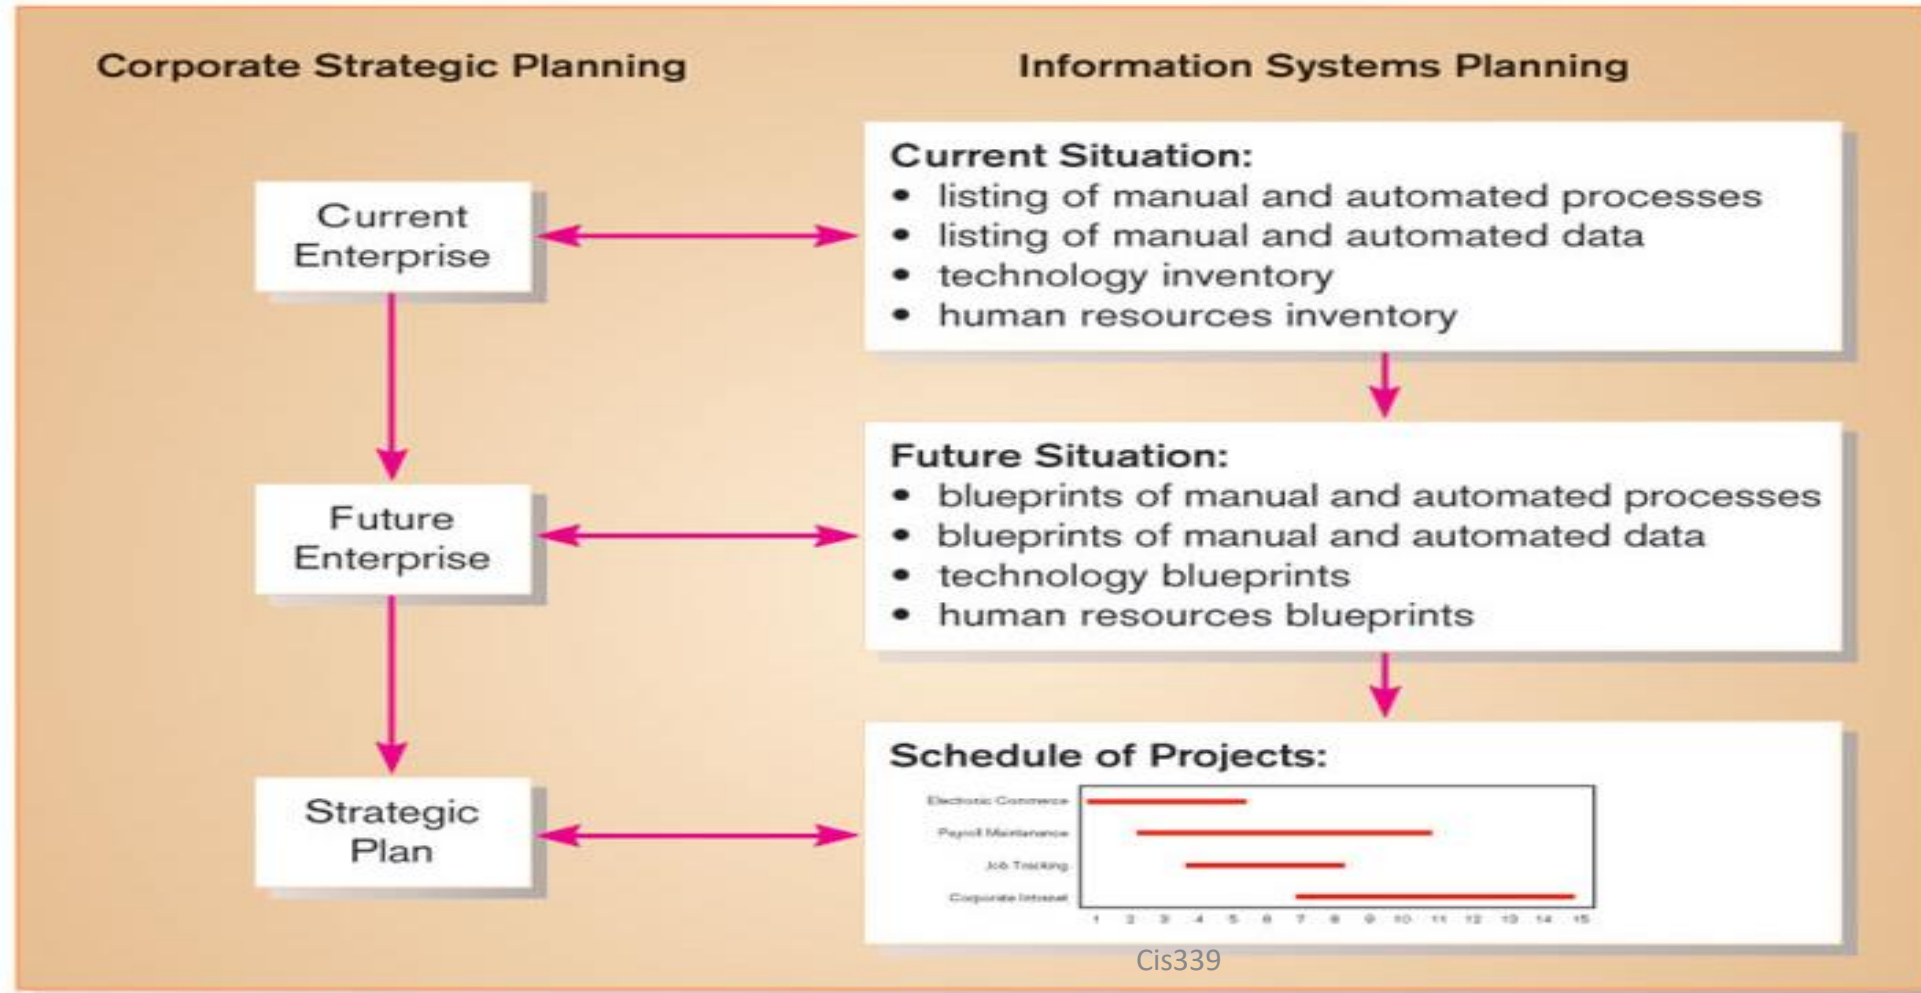 Corporate Strategic Planning
Information Systems Planning
Current
Enterprise
Current Situation:
• listing of manual and automated processes
• listing of manual and automated data
• technology inventory
• human resources inventory
Future
Enterprise
Future Situation:
• blueprints of manual and automated processes
• blueprints of manual and automated data
• technology blueprints
• human resources blueprints
Strategic
Plan
Schedule of Projects:
Electronic Commerce
Payroll Maintenance
Job Tracking
Corporate Intranet
1 2 3 4 5 6 7 8 9 10 11 12 13 14 15
Cis339